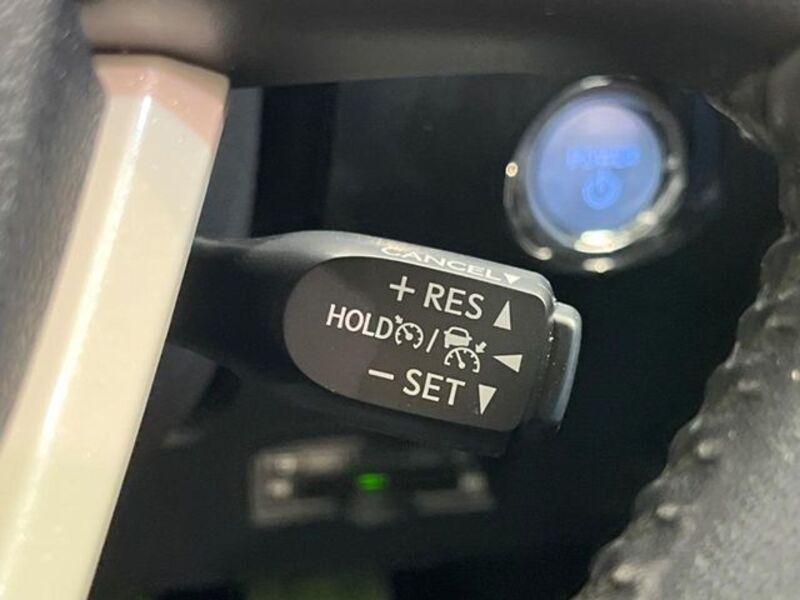 CANCEL▼
+ RES ▲
HOLD / ◀
− SET ▼
POWER